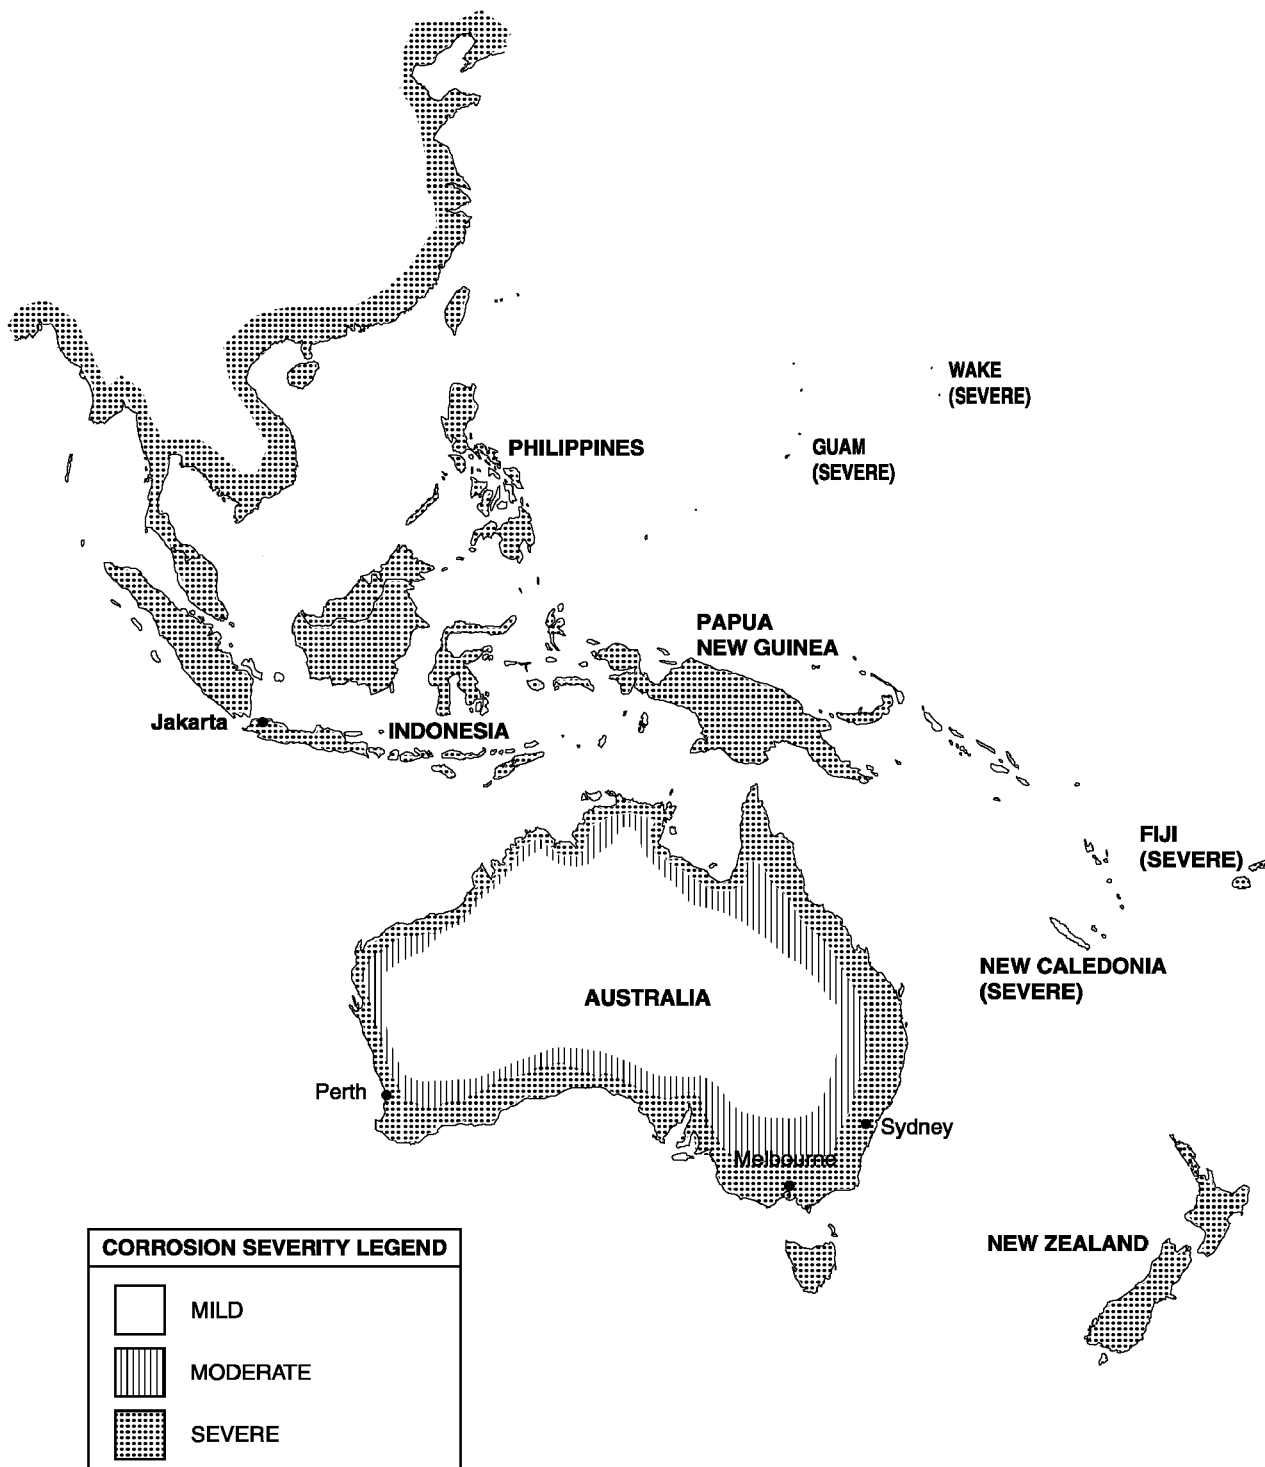 WAKE
(SEVERE)
PHILIPPINES
GUAM
(SEVERE)
PAPUA
NEW GUINEA
Jakarta
INDONESIA
FIJI
(SEVERE)
NEW CALEDONIA
(SEVERE)
AUSTRALIA
Perth
Sydney
Melbourne
NEW ZEALAND
CORROSION SEVERITY LEGEND
MILD
MODERATE
SEVERE